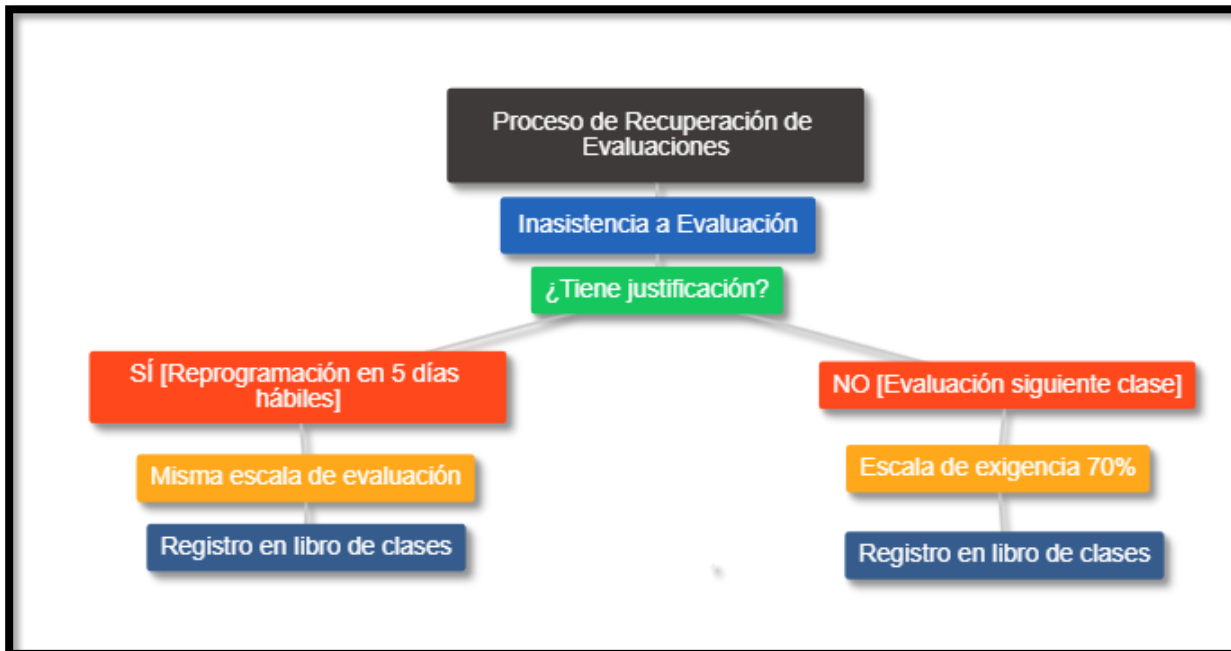 Proceso de Recuperación de
Evaluaciones
Inasistencia a Evaluación
¿Tiene justificación?
SÍ [Reprogramación en 5 días
hábiles]
Misma escala de evaluación
Registro en libro de clases
NO [Evaluación siguiente clase]
Escala de exigencia 70%
Registro en libro de clases